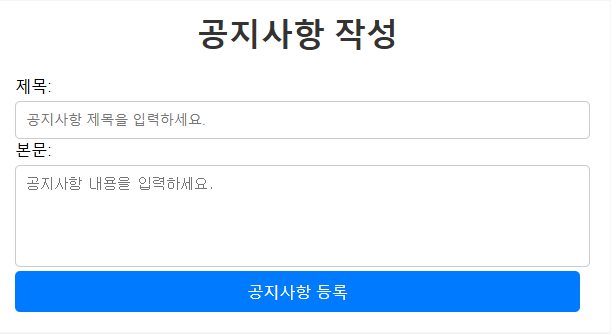 공지사항 작성
제목:
공지사항 제목을 입력하세요.
본문:
공지사항 내용을 입력하세요.
공지사항 등록